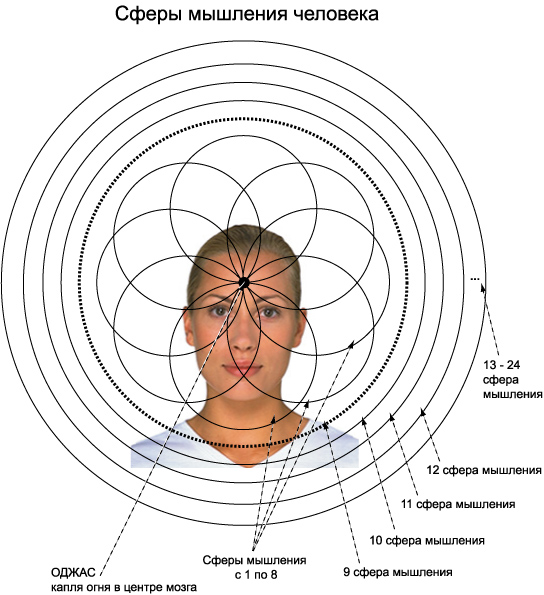 Сферы мышления человека
...
13 - 24
сфера
мышления
12 сфера мышления
11 сфера мышления
10 сфера мышления
9 сфера мышления
Сферы мышления
с 1 по 8
ОДЖАС
капля огня в центре мозга